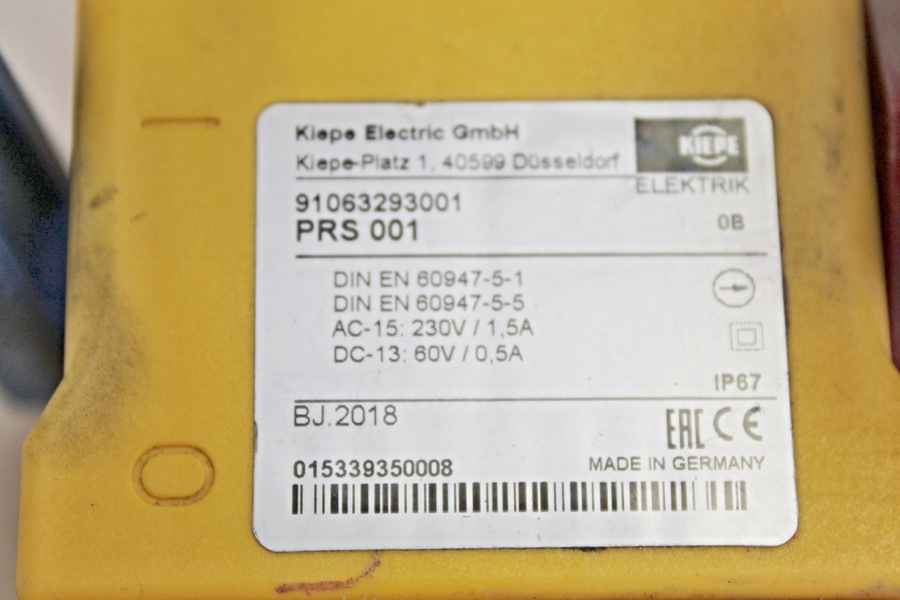 Kiepe Electric GmbH
Kiepe-Platz 1, 40599 Düsseldorf
KIEPE
ELEKTRIK
91063293001
PRS 001
0B
DIN EN 60947-5-1
DIN EN 60947-5-5
AC-15: 230V / 1,5A
DC-13: 60V / 0,5A
IP67
BJ.2018
EAC CE
015339350008
MADE IN GERMANY